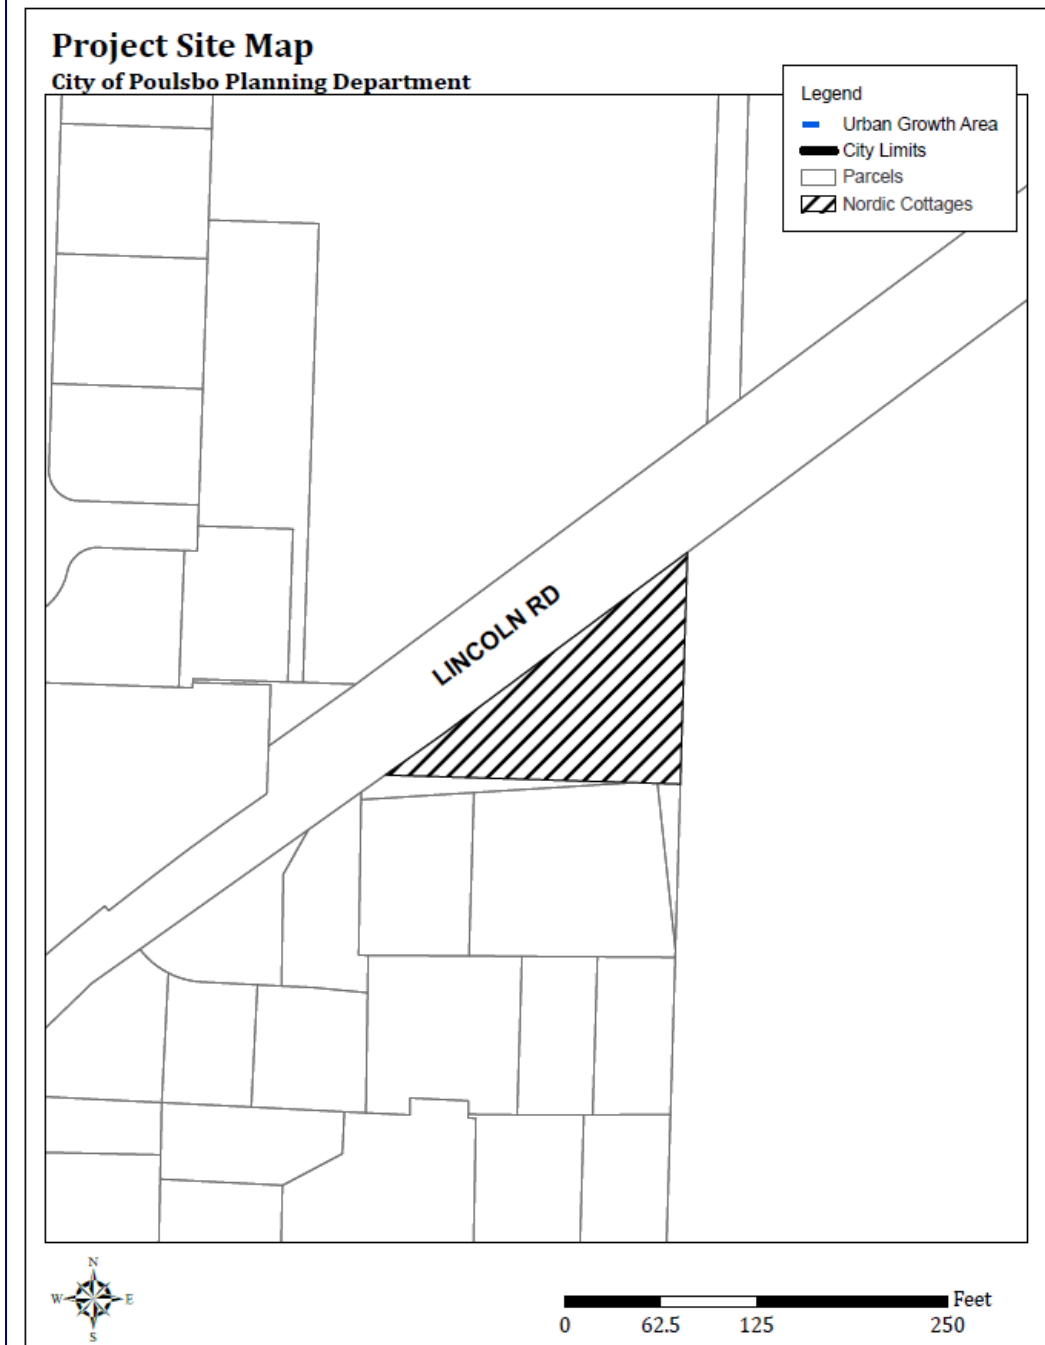 Project Site Map
City of Poulsbo Planning Department
Legend
Urban Growth Area
City Limits
Parcels
Nordic Cottages
LINCOLN RD
N
W E
S
Feet
0 62.5 125 250